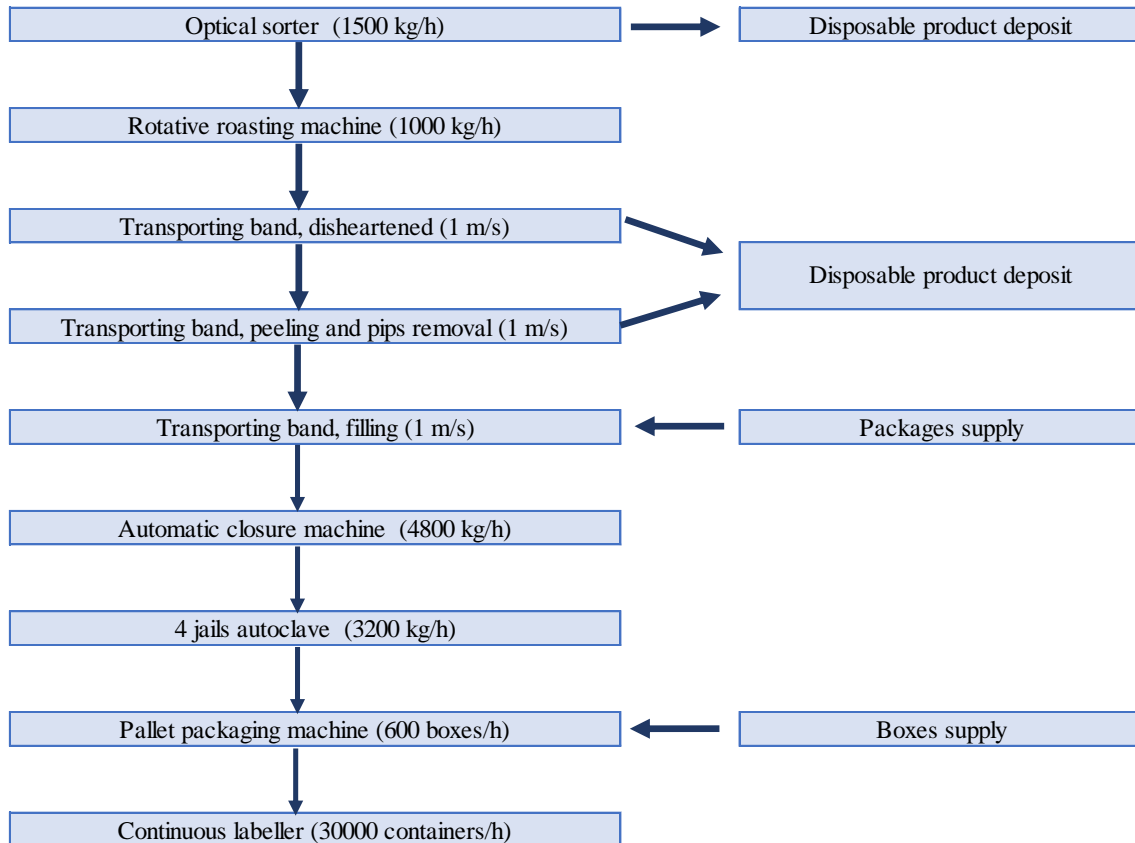 Optical sorter (1500 kg/h)
Disposable product deposit
Rotative roasting machine (1000 kg/h)
Transporting band, disheartened (1 m/s)
Disposable product deposit
Transporting band, peeling and pips removal (1 m/s)
Transporting band, filling (1 m/s)
Packages supply
Automatic closure machine (4800 kg/h)
4 jails autoclave (3200 kg/h)
Pallet packaging machine (600 boxes/h)
Boxes supply
Continuous labeller (30000 containers/h)